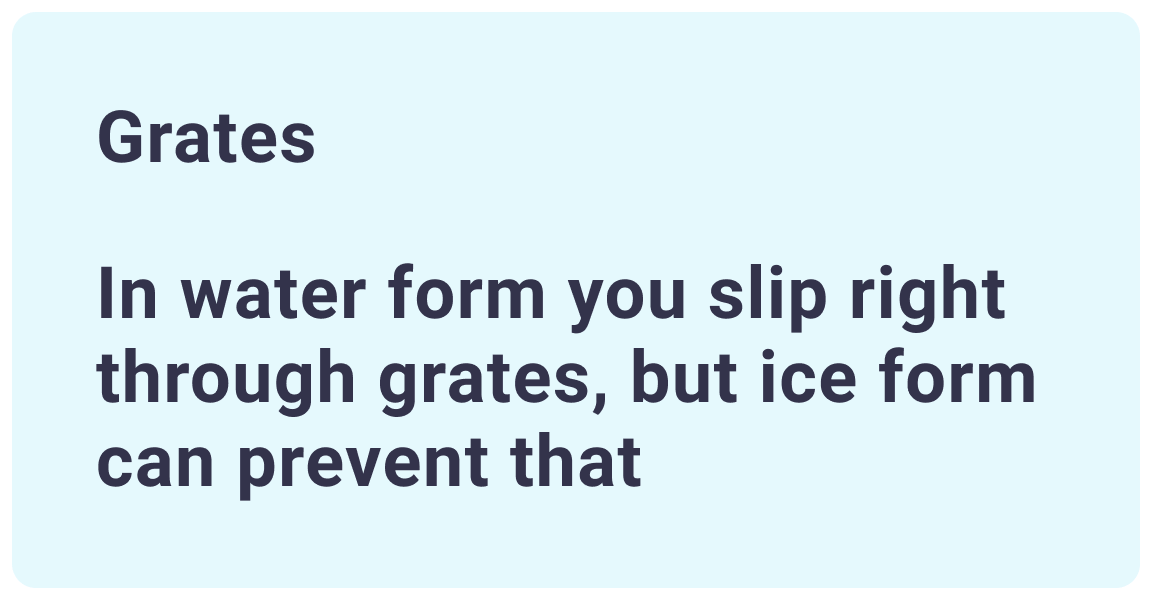 Grates
In water form you slip right
through grates, but ice form
can prevent that